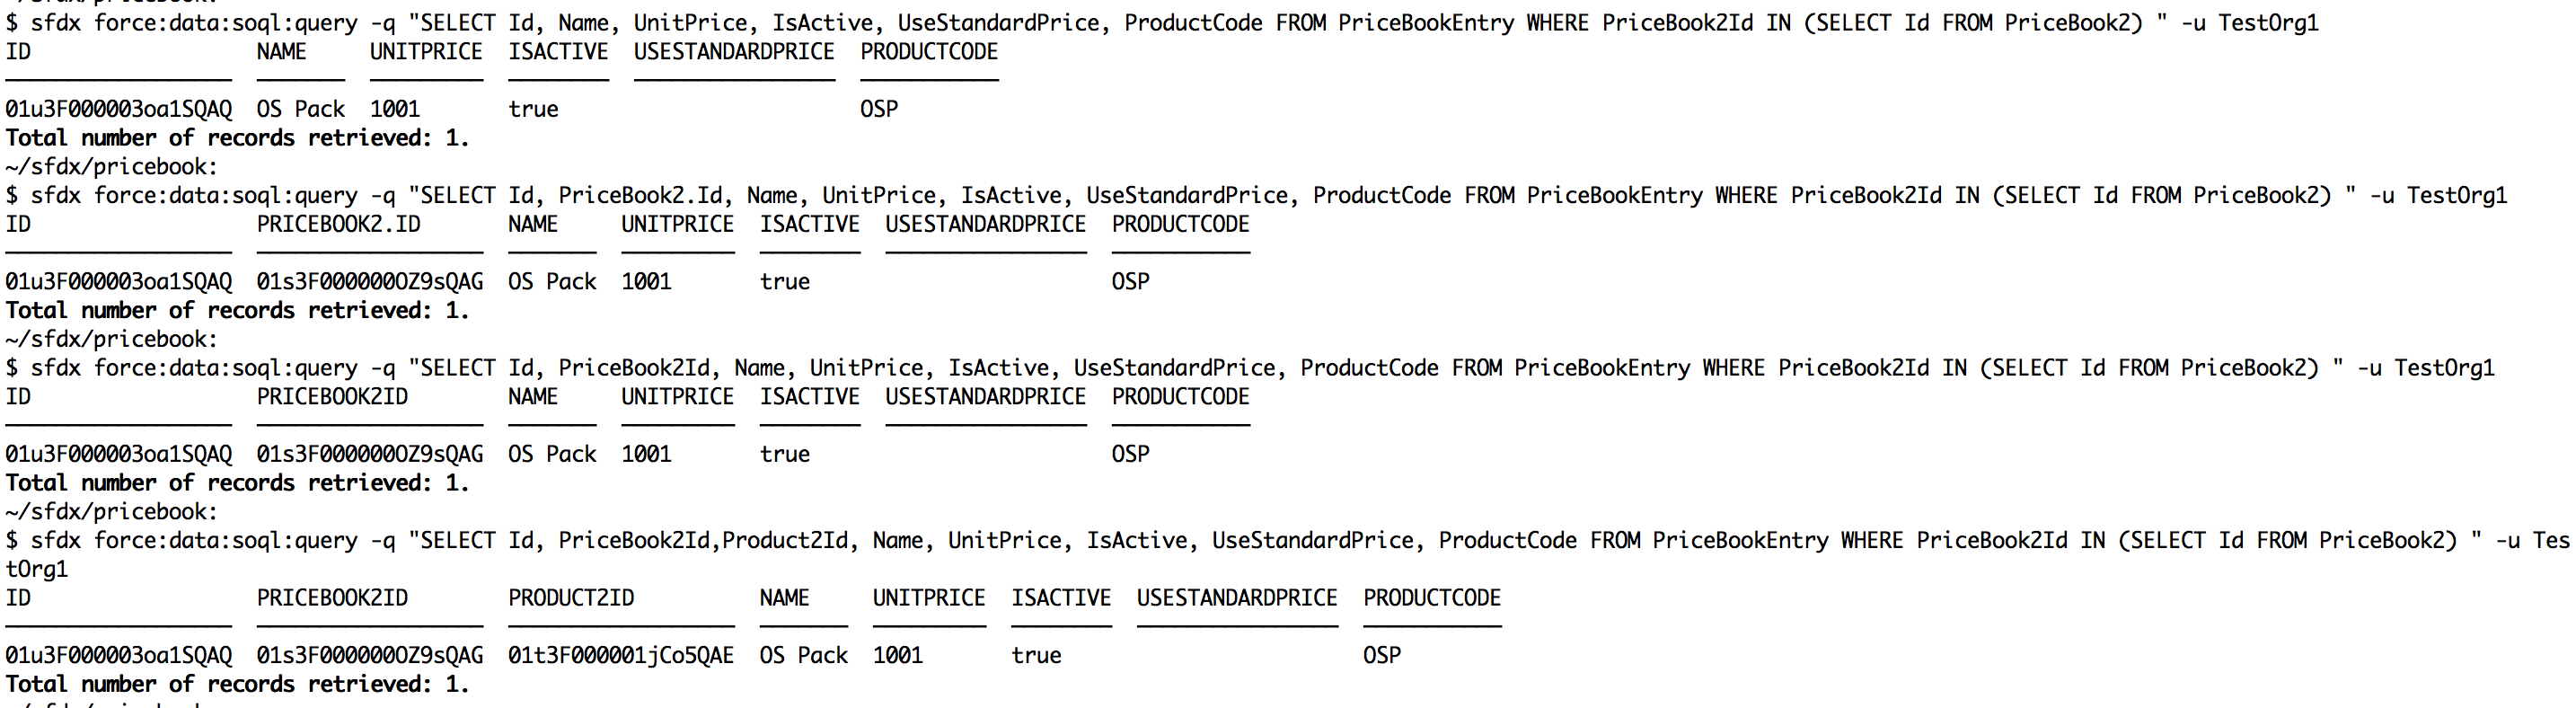 $ sfdx force:data:soql:query -q "SELECT Id, Name, UnitPrice, IsActive, UseStandardPrice, ProductCode FROM PriceBookEntry WHERE PriceBook2Id IN (SELECT Id FROM PriceBook2) " -u TestOrg1
ID NAME UNITPRICE ISACTIVE USESTANDARDPRICE PRODUCTCODE
01u3F000003oa1SQAQ OS Pack 1001 true OSP
Total number of records retrieved: 1.
~/sfdx/pricebook:
$ sfdx force:data:soql:query -q "SELECT Id, PriceBook2.Id, Name, UnitPrice, IsActive, UseStandardPrice, ProductCode FROM PriceBookEntry WHERE PriceBook2Id IN (SELECT Id FROM PriceBook2) " -u TestOrg1
ID PRICEBOOK2.ID NAME UNITPRICE ISACTIVE USESTANDARDPRICE PRODUCTCODE
01u3F000003oa1SQAQ 01s3F000000OZ9sQAG OS Pack 1001 true OSP
Total number of records retrieved: 1.
~/sfdx/pricebook:
$ sfdx force:data:soql:query -q "SELECT Id, PriceBook2Id, Name, UnitPrice, IsActive, UseStandardPrice, ProductCode FROM PriceBookEntry WHERE PriceBook2Id IN (SELECT Id FROM PriceBook2) " -u TestOrg1
ID PRICEBOOK2ID NAME UNITPRICE ISACTIVE USESTANDARDPRICE PRODUCTCODE
01u3F000003oa1SQAQ 01s3F000000OZ9sQAG OS Pack 1001 true OSP
Total number of records retrieved: 1.
~/sfdx/pricebook:
$ sfdx force:data:soql:query -q "SELECT Id, PriceBook2Id,Product2Id, Name, UnitPrice, IsActive, UseStandardPrice, ProductCode FROM PriceBookEntry WHERE PriceBook2Id IN (SELECT Id FROM PriceBook2) " -u Tes
tOrg1
ID PRICEBOOK2ID PRODUCT2ID NAME UNITPRICE ISACTIVE USESTANDARDPRICE PRODUCTCODE
01u3F000003oa1SQAQ 01s3F000000OZ9sQAG 01t3F000001jCo5QAE OS Pack 1001 true OSP
Total number of records retrieved: 1.